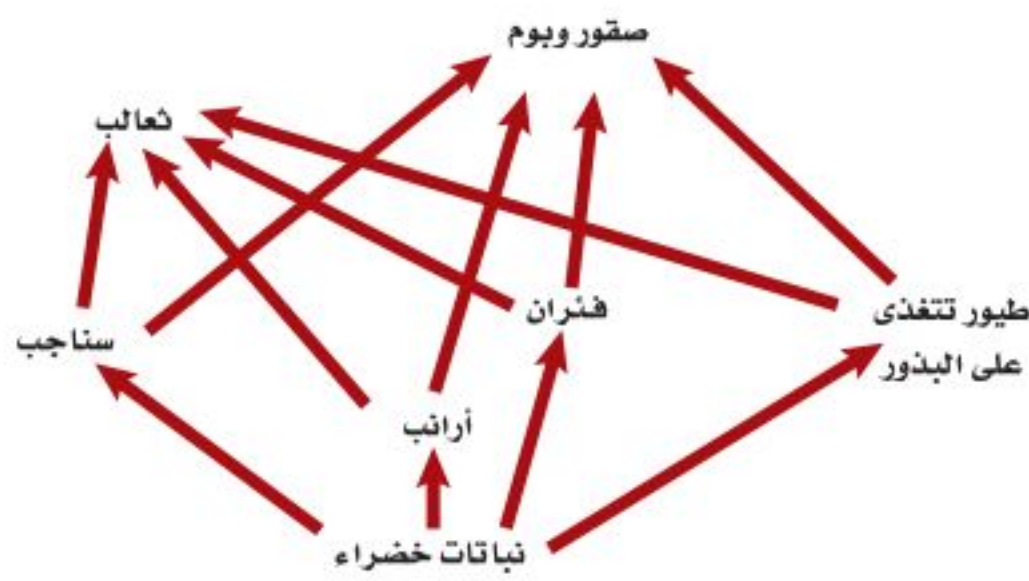 صقور وبوم
ثعالب
طيور تتغذى
على البذور
فئران
سناجب
أرانب
نباتات خضراء